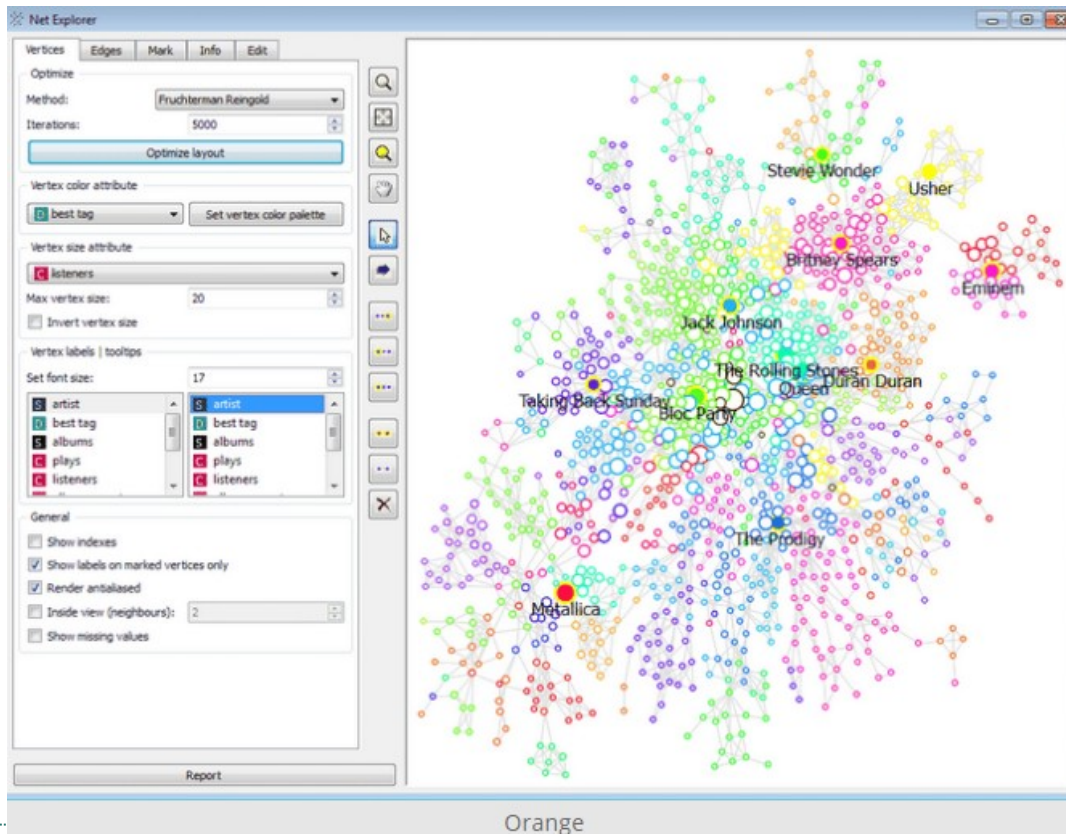 Net Explorer
Vertices Edges Mark Info Edit
Optimize
Method: Fruchterman Reingold
Iterations: 5000
Optimize layout
Vertex color attribute
D best tag Set vertex color palette
Vertex size attribute
C listeners
Max vertex size: 20
Invert vertex size
Vertex labels | tooltips
Set font size: 17
S artist S artist
D best tag D best tag
S albums S albums
C plays C plays
C listeners C listeners
General
Show indexes
Show labels on marked vertices only
Render antialiased
Inside view (neighbours): 2
Show missing values
Report
Stevie Wonder
Usher
Britney Spears
Eminem
Jack Johnson
The Rolling Stones
Queen
Duran Duran
Taking Back Sunday
Bloc Party
The Prodigy
Metallica
Orange